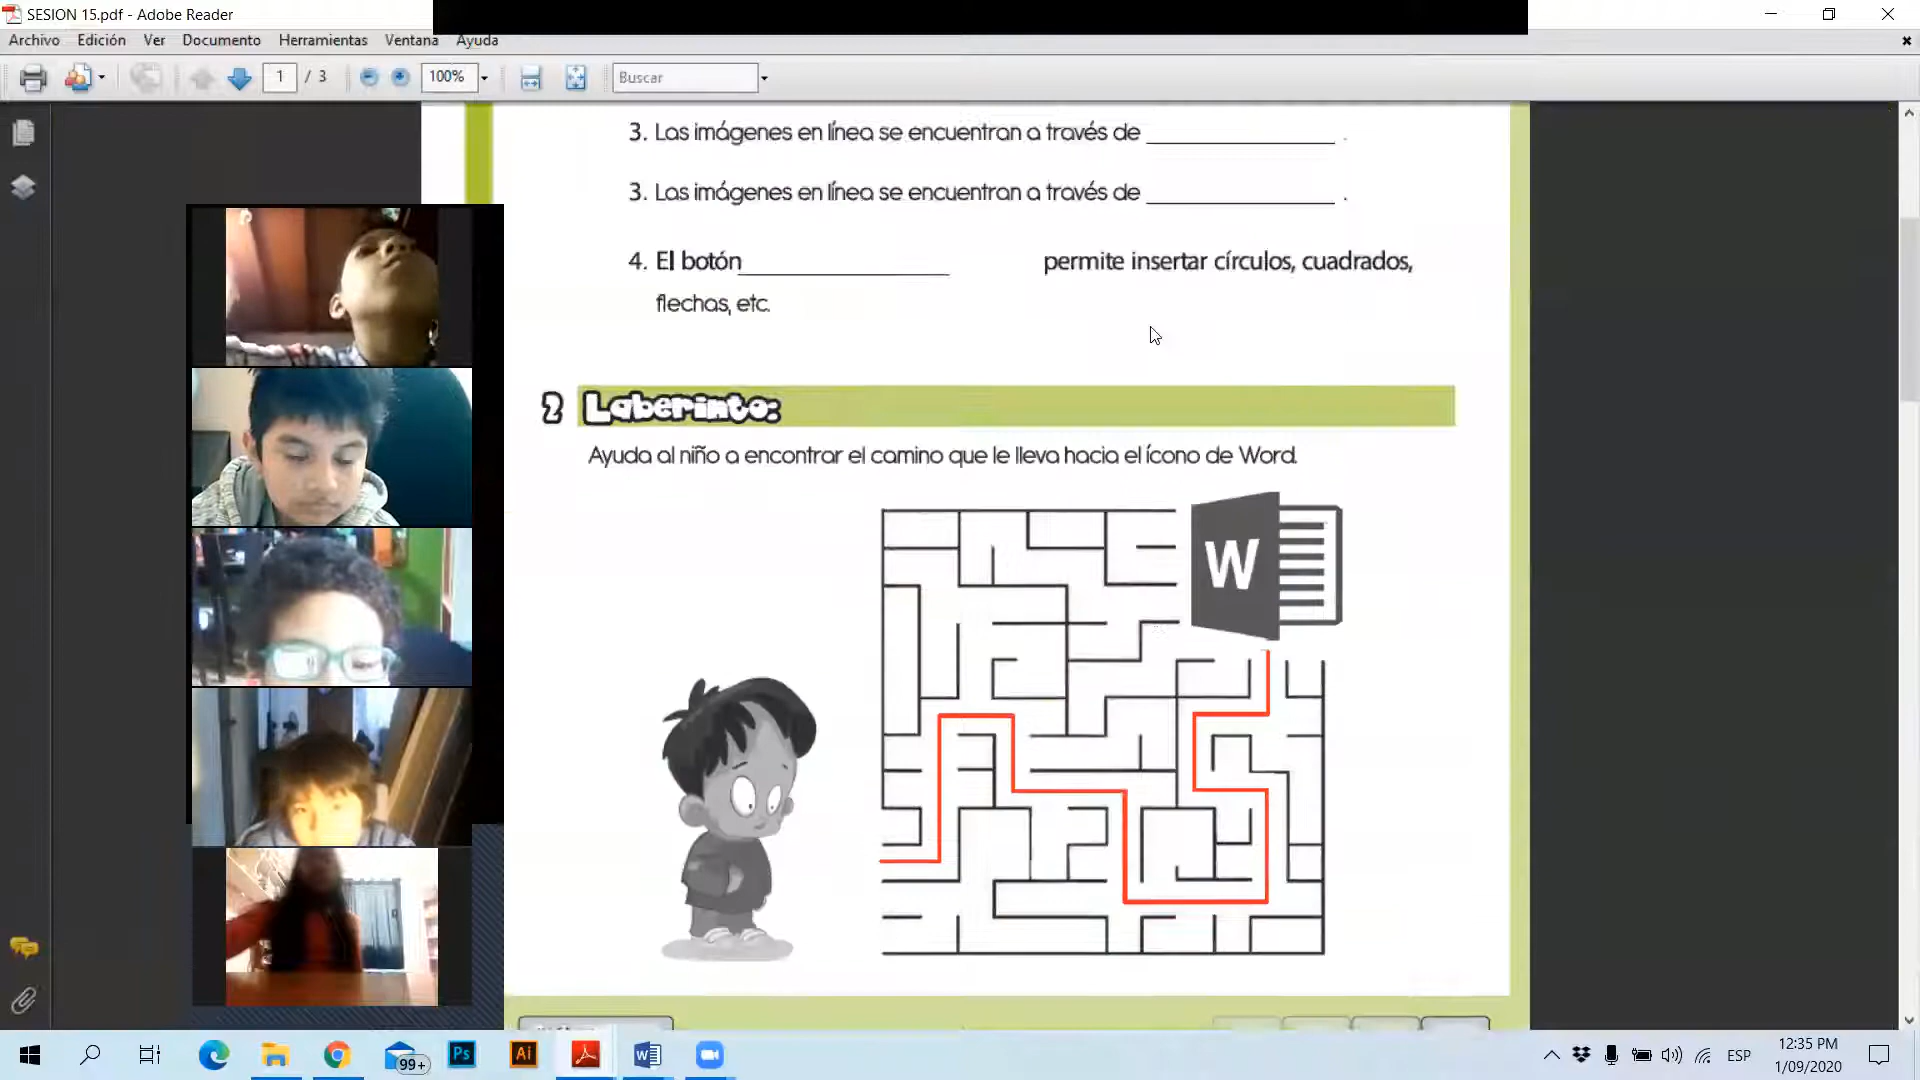 SESION 15.pdf - Adobe Reader
Archivo Edición Ver Documento Herramientas Ventana Ayuda
1 / 3 100% Buscar
3. Las imágenes en línea se encuentran a través de ______________ .
3. Las imágenes en línea se encuentran a través de ______________ .
4. El botón________________ permite insertar círculos, cuadrados,
flechas, etc.
2 Laberinto:
Ayuda al niño a encontrar el camino que le lleva hacia el ícono de Word.
W
99+ Ps Ai ESP 12:35 PM
1/09/2020